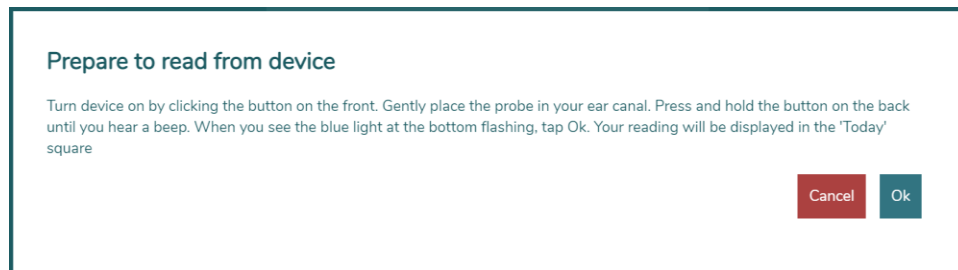 Prepare to read from device
Turn device on by clicking the button on the front. Gently place the probe in your ear canal. Press and hold the button on the back
until you hear a beep. When you see the blue light at the bottom flashing, tap Ok. Your reading will be displayed in the 'Today'
square
Cancel Ok